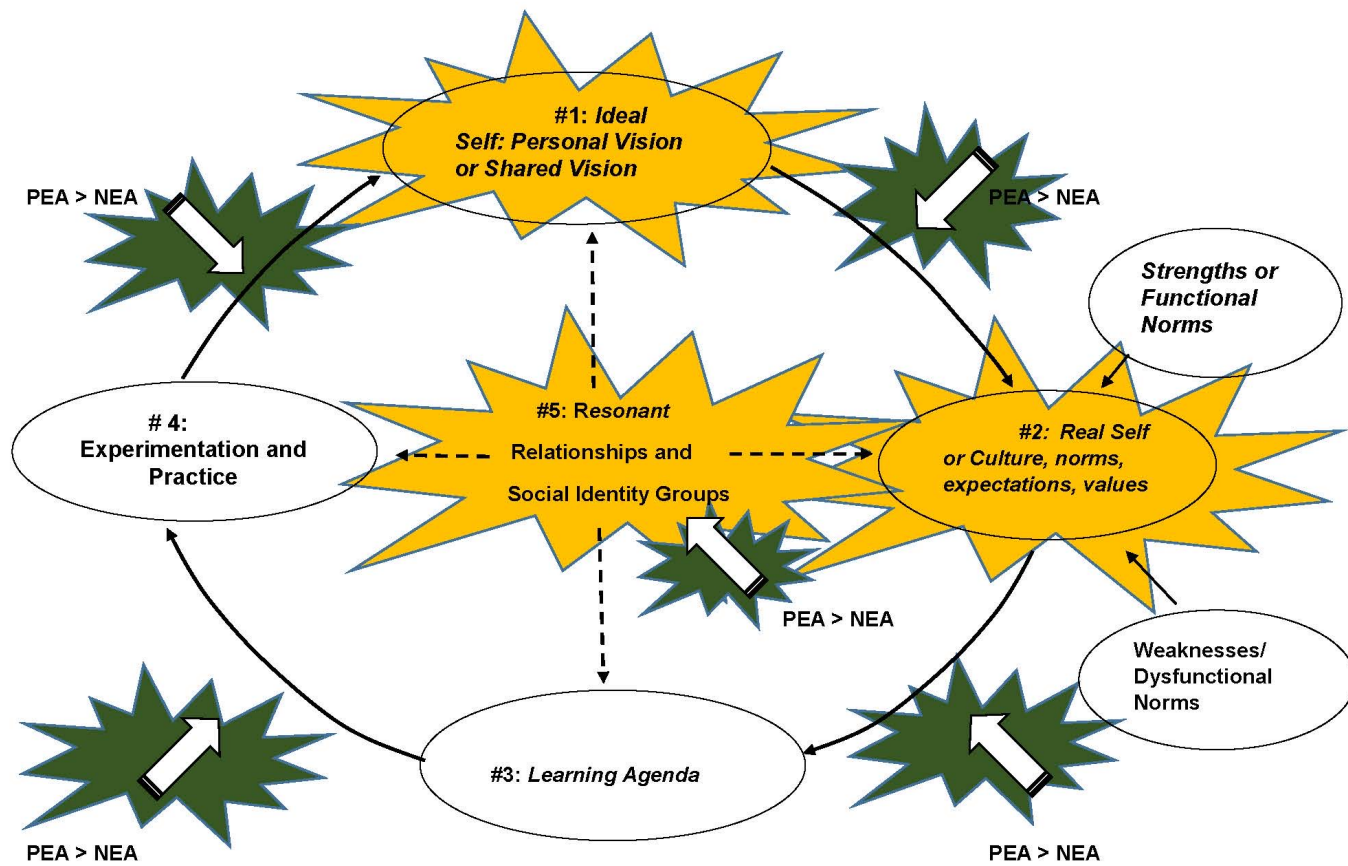 #1: Ideal
Self: Personal Vision
or Shared Vision
PEA > NEA
PEA > NEA
Strengths or
Functional
Norms
# 4:
Experimentation and
Practice
#5: Resonant
Relationships and
Social Identity Groups
#2: Real Self
or Culture, norms,
expectations, values
PEA > NEA
Weaknesses/
Dysfunctional
Norms
#3: Learning Agenda
PEA > NEA
PEA > NEA